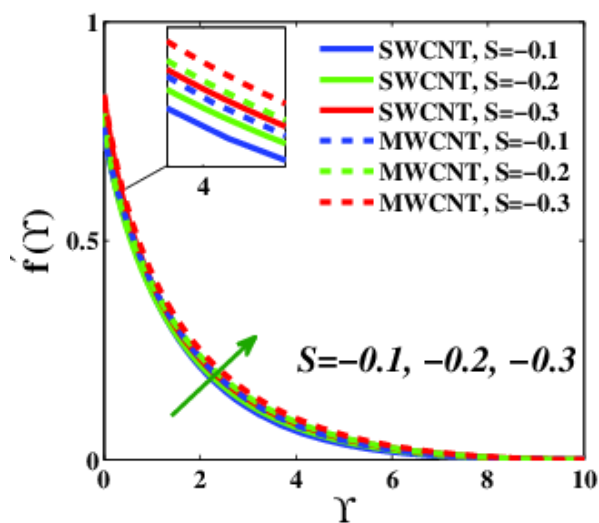 1
SWCNT, S=−0.1
SWCNT, S=−0.2
SWCNT, S=−0.3
MWCNT, S=−0.1
MWCNT, S=−0.2
MWCNT, S=−0.3
4
0.5
f́(ϒ)
S=−0.1, −0.2, −0.3
0
0 2 4 6 8 10
ϒ